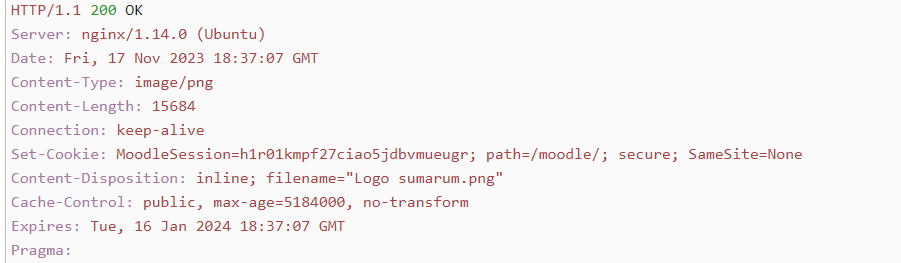 HTTP/1.1 200 OK
Server: nginx/1.14.0 (Ubuntu)
Date: Fri, 17 Nov 2023 18:37:07 GMT
Content-Type: image/png
Content-Length: 15684
Connection: keep-alive
Set-Cookie: MoodleSession=h1r01kmpf27ciao5jdbvmueugr; path=/moodle/; secure; SameSite=None
Content-Disposition: inline; filename="Logo sumarum.png"
Cache-Control: public, max-age=5184000, no-transform
Expires: Tue, 16 Jan 2024 18:37:07 GMT
Pragma: